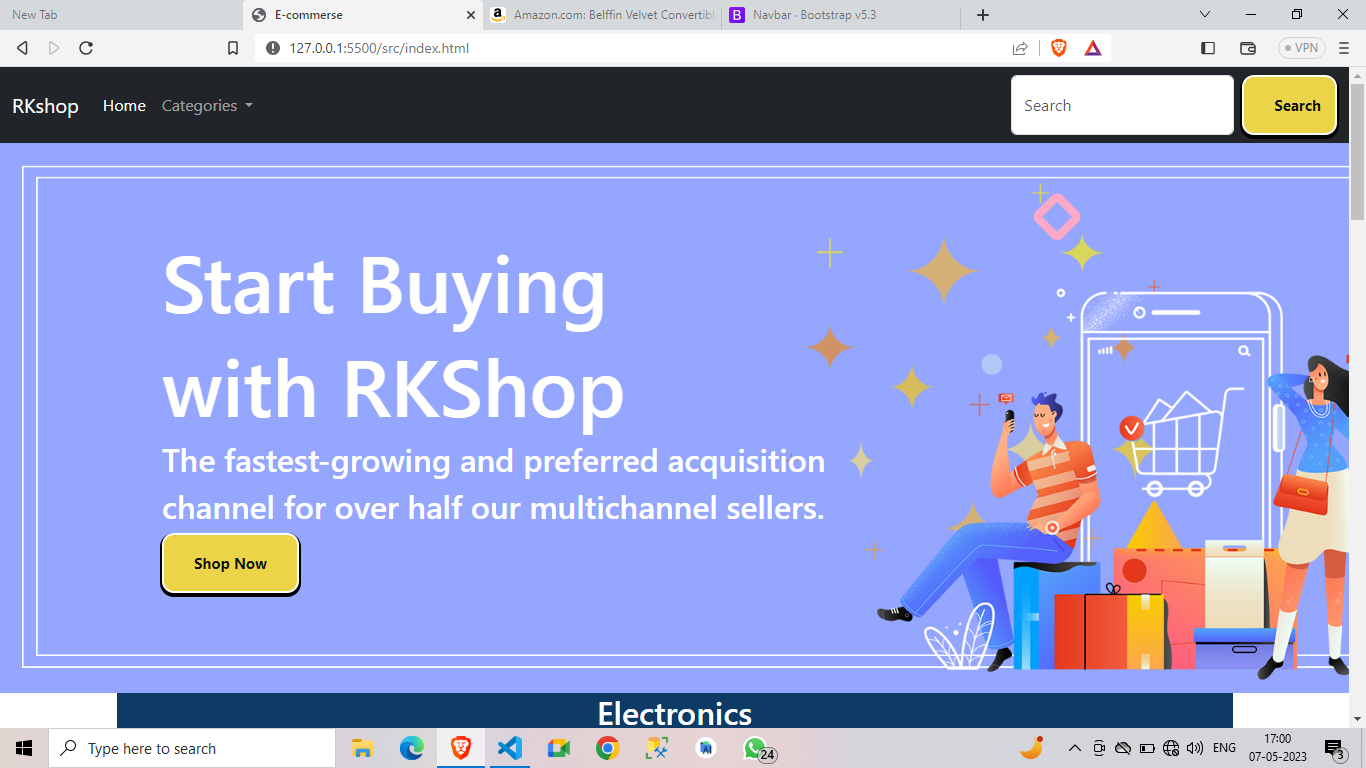 New Tab
E-commerse
Amazon.com: Belffin Velvet Convertibl
Navbar · Bootstrap v5.3
127.0.0.1:5500/src/index.html
VPN
RKshop
Home
Categories
Search
Search
Start Buying
with RKShop
The fastest-growing and preferred acquisition
channel for over half our multichannel sellers.
Shop Now
Electronics
Type here to search
24
ENG
17:00
07-05-2023
3